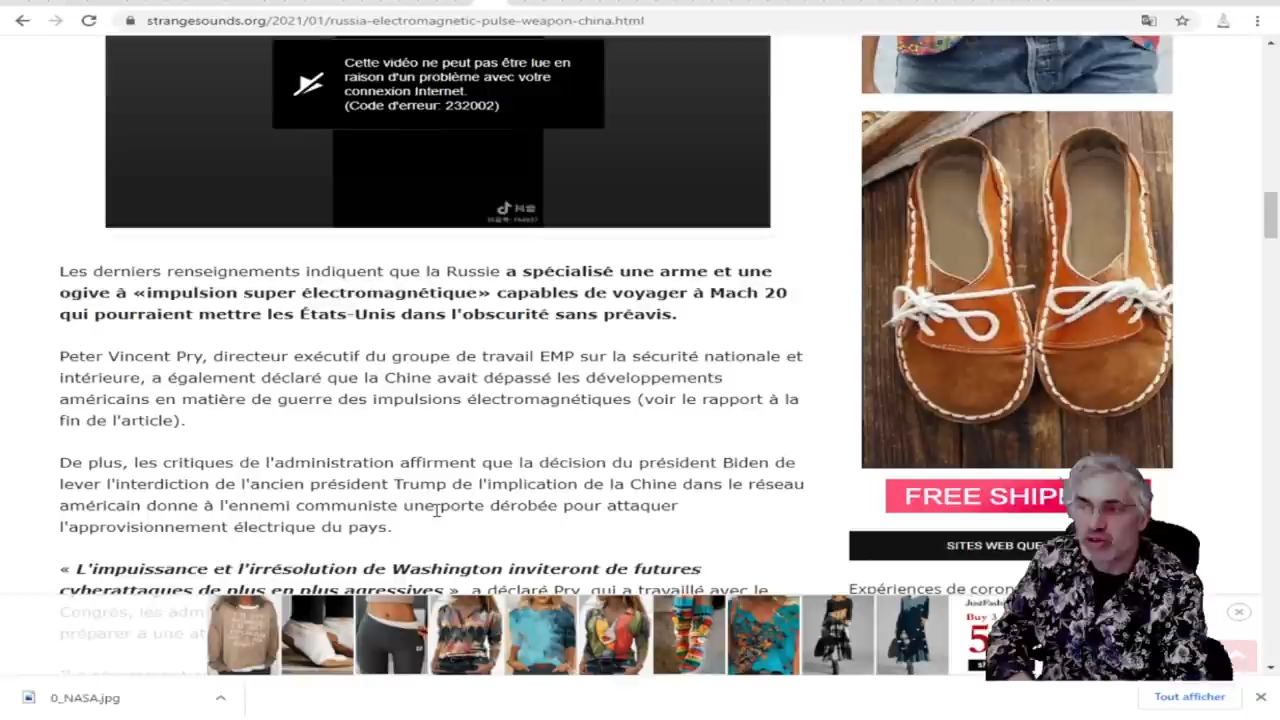 strangesounds.org/2021/01/russia-electromagnetic-pulse-weapon-china.html
Cette vidéo ne peut pas être lue en
raison d'un problème avec votre
connexion Internet.
(Code d'erreur: 232002)
抖音
Les derniers renseignements indiquent que la Russie a spécialisé une arme et une
ogive à «impulsion super électromagnétique» capables de voyager à Mach 20
qui pourraient mettre les États-Unis dans l'obscurité sans préavis.
Peter Vincent Pry, directeur exécutif du groupe de travail EMP sur la sécurité nationale et
intérieure, a également déclaré que la Chine avait dépassé les développements
américains en matière de guerre des impulsions électromagnétiques (voir le rapport à la
fin de l'article).
De plus, les critiques de l'administration affirment que la décision du président Biden de
lever l'interdiction de l'ancien président Trump de l'implication de la Chine dans le réseau
américain donne à l'ennemi communiste une porte dérobée pour attaquer
l'approvisionnement électrique du pays.
« L'impuissance et l'irrésolution de Washington inviteront de futures
cyberattaques de plus en plus agressives », a déclaré Pry, qui a travaillé avec le
Congrès, les adm
préparer à une at
FREE SHIP
SITES WEB QUE
Expériences de coron
JustFash
Buy 3
5
0_NASA.jpg
Tout afficher